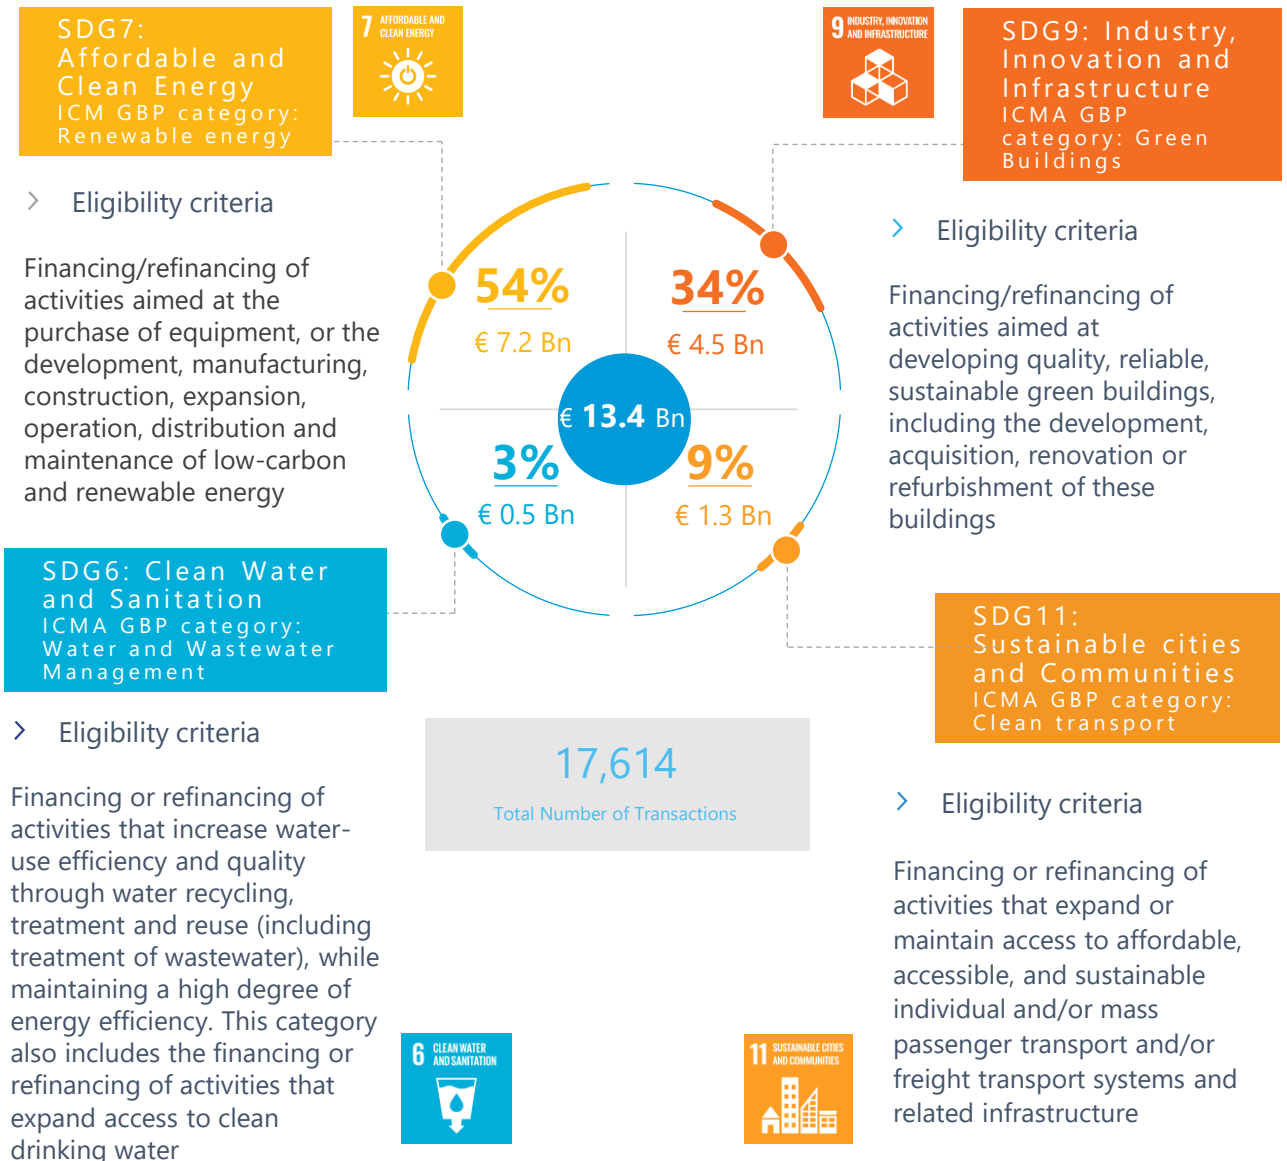 SDG7:
Affordable and
Clean Energy
ICM GBP category:
Renewable energy
7 AFFORDABLE AND
CLEAN ENERGY
9 INDUSTRY, INNOVATION
AND INFRASTRUCTURE
SDG9: Industry,
Innovation and
Infrastructure
ICMA GBP
category: Green
Buildings
Eligibility criteria
Financing/refinancing of
activities aimed at the
purchase of equipment, or the
development, manufacturing,
construction, expansion,
operation, distribution and
maintenance of low-carbon
and renewable energy
54%
€ 7.2 Bn
34%
€ 4.5 Bn
€ 13.4 Bn
3%
€ 0.5 Bn
9%
€ 1.3 Bn
Eligibility criteria
Financing/refinancing of
activities aimed at
developing quality, reliable,
sustainable green buildings,
including the development,
acquisition, renovation or
refurbishment of these
buildings
SDG6: Clean Water
and Sanitation
ICMA GBP category:
Water and Wastewater
Management
Eligibility criteria
Financing or refinancing of
activities that increase water-
use efficiency and quality
through water recycling,
treatment and reuse (including
treatment of wastewater), while
maintaining a high degree of
energy efficiency. This category
also includes the financing or
refinancing of activities that
expand access to clean
drinking water
17,614
Total Number of Transactions
SDG11:
Sustainable cities
and Communities
ICMA GBP category:
Clean transport
Eligibility criteria
Financing or refinancing of
activities that expand or
maintain access to affordable,
accessible, and sustainable
individual and/or mass
passenger transport and/or
freight transport systems and
related infrastructure
6 CLEAN WATER
AND SANITATION
11 SUSTAINABLE CITIES
AND COMMUNITIES